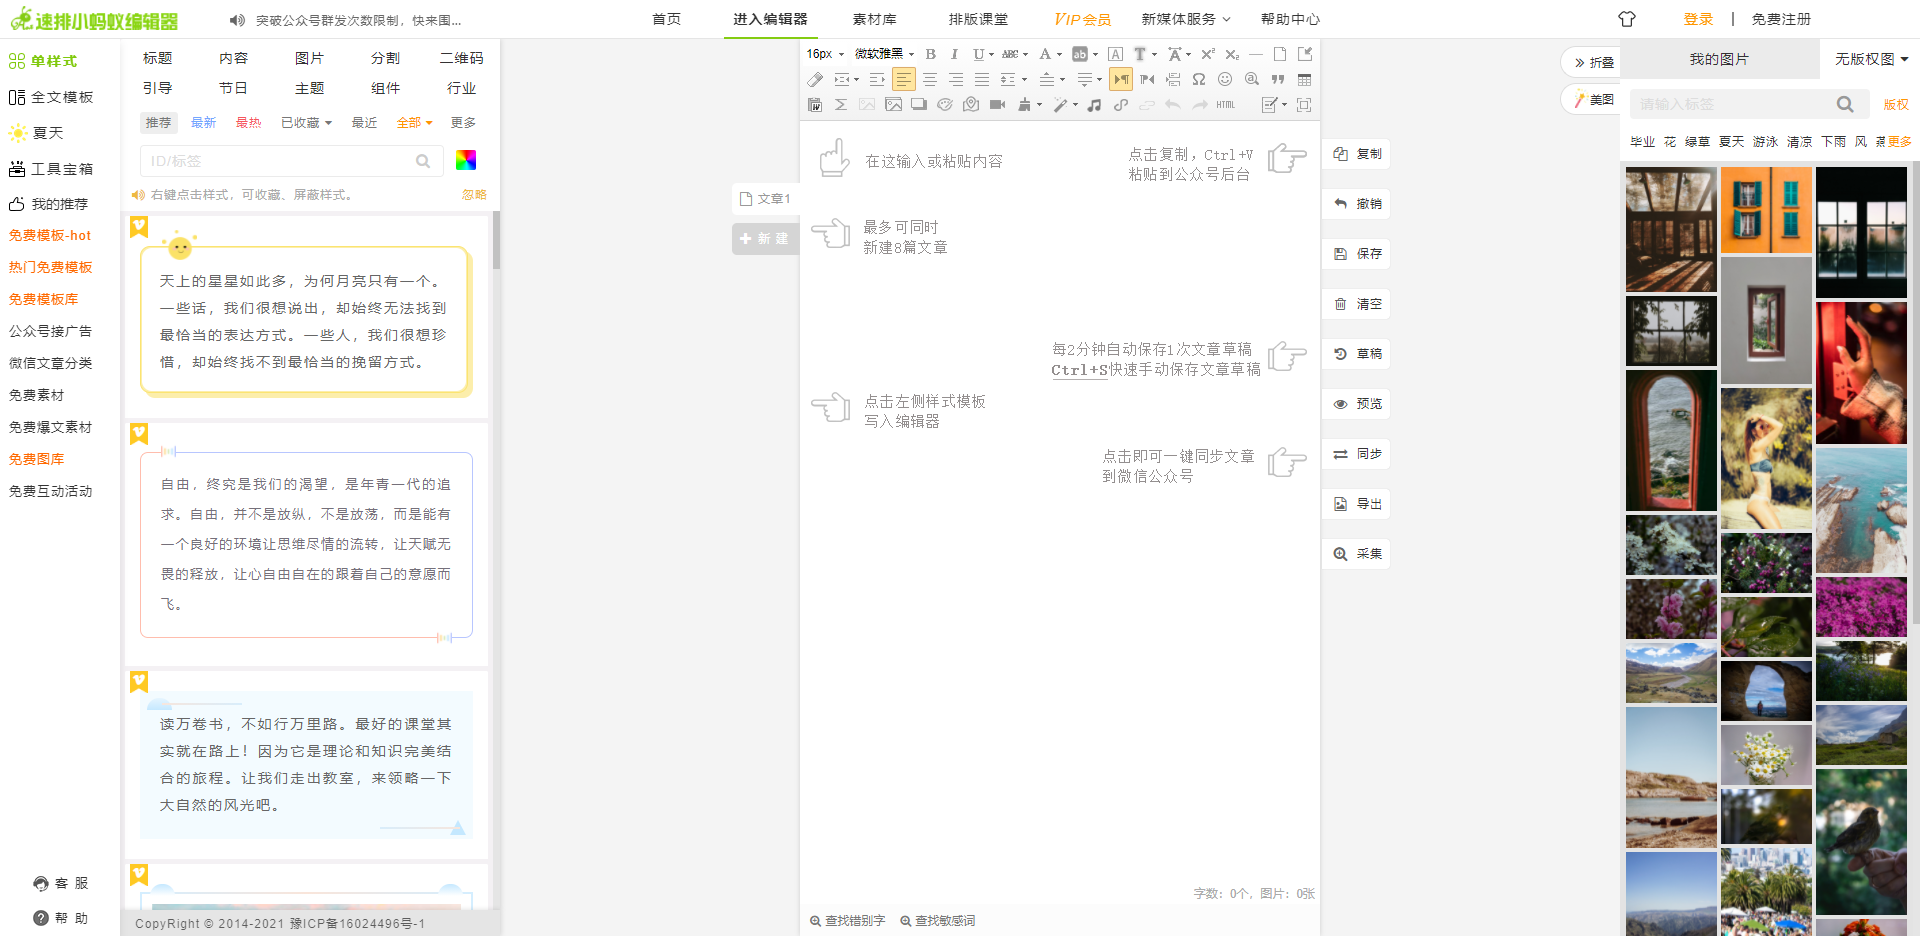 速排小蚂蚁编辑器
突破公众号群发次数限制，快来围...
首页
进入编辑器
素材库
排版课堂
VIP会员
新媒体服务
帮助中心
登录 | 免费注册
单样式
全文模板
夏天
工具宝箱
我的推荐
免费模板-hot
热门免费模板
免费模板库
公众号接广告
微信文章分类
免费素材
免费爆文素材
免费图库
免费互动活动
客 服
帮 助
标题 内容 图片 分割 二维码
引导 节日 主题 组件 行业
推荐 最新 最热 已收藏 最近 全部 更多
ID/标签
右键点击样式，可收藏、屏蔽样式。 忽略
天上的星星如此多，为何月亮只有一个。
一些话，我们很想说出，却始终无法找到
最恰当的表达方式。一些人，我们很想珍
惜，却始终找不到最恰当的挽留方式。
自由，终究是我们的渴望，是年青一代的追
求。自由，并不是放纵，不是放荡，而是能有
一个良好的环境让思维尽情的流转，让天赋无
畏的释放，让心自由自在的跟着自己的意愿而
飞。
读万卷书，不如行万里路。最好的课堂其
实就在路上！因为它是理论和知识完美结
合的旅程。让我们走出教室，来领略一下
大自然的风光吧。
CopyRight © 2014-2021 豫ICP备16024496号-1
文章1
新 建
16px 微软雅黑 B I U ABC A ab A T A X² X₂
HTML
在这输入或粘贴内容
点击复制，Ctrl+V
粘贴到公众号后台
最多可同时
新建8篇文章
每2分钟自动保存1次文章草稿
Ctrl+S快速手动保存文章草稿
点击左侧样式模板
写入编辑器
点击即可一键同步文章
到微信公众号
字数：0个，图片：0张
查找错别字 查找敏感词
复制
撤销
保存
清空
草稿
预览
同步
导出
采集
折叠
美图
我的图片 无版权图
请输入标签 版权
毕业 花 绿草 夏天 游泳 清凉 下雨 风 更多